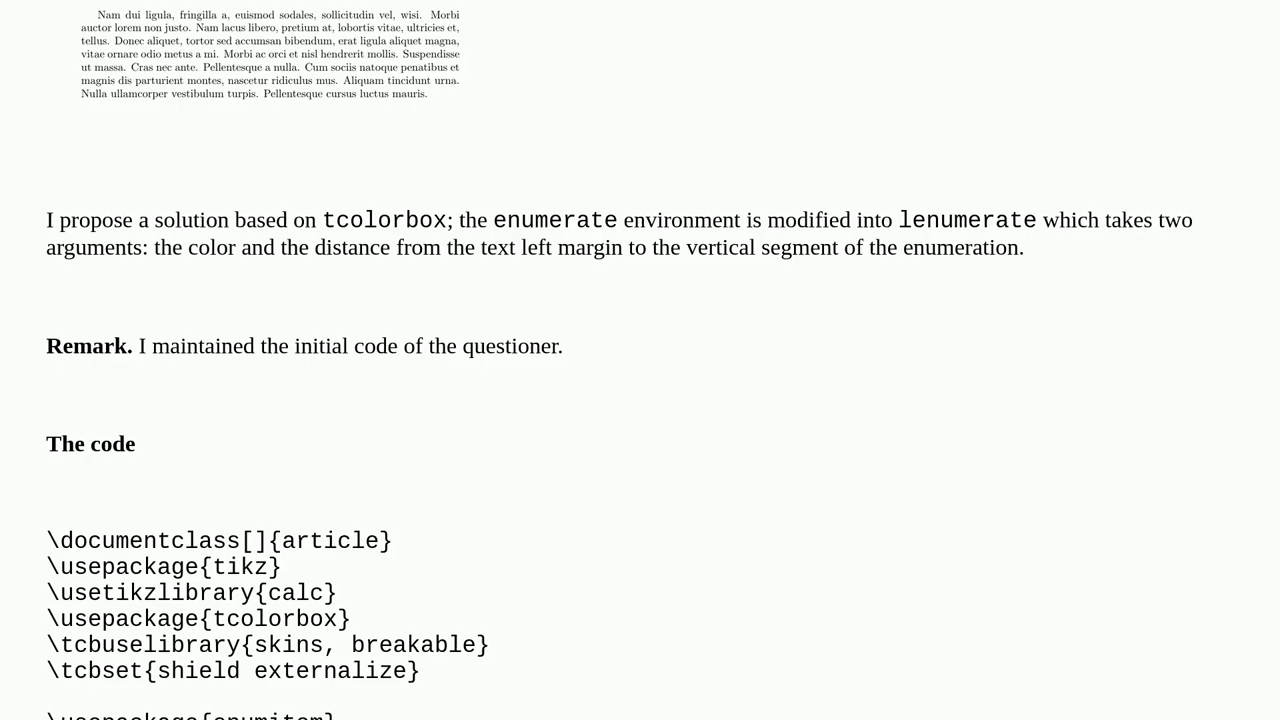 Nam dui ligula, fringilla a, euismod sodales, sollicitudin vel, wisi. Morbi
auctor lorem non justo. Nam lacus libero, pretium at, lobortis vitae, ultricies et,
tellus. Donec aliquet, tortor sed accumsan bibendum, erat ligula aliquet magna,
vitae ornare odio metus a mi. Morbi ac orci et nisl hendrerit mollis. Suspendisse
ut massa. Cras nec ante. Pellentesque a nulla. Cum sociis natoque penatibus et
magnis dis parturient montes, nascetur ridiculus mus. Aliquam tincidunt urna.
Nulla ullamcorper vestibulum turpis. Pellentesque cursus luctus mauris.
I propose a solution based on tcolorbox; the enumerate environment is modified into lenumerate which takes two
arguments: the color and the distance from the text left margin to the vertical segment of the enumeration.
Remark. I maintained the initial code of the questioner.
The code
\documentclass[]{article}
\usepackage{tikz}
\usetikzlibrary{calc}
\usepackage{tcolorbox}
\tcbuselibrary{skins, breakable}
\tcbset{shield externalize}
\usepackage{enumitem}